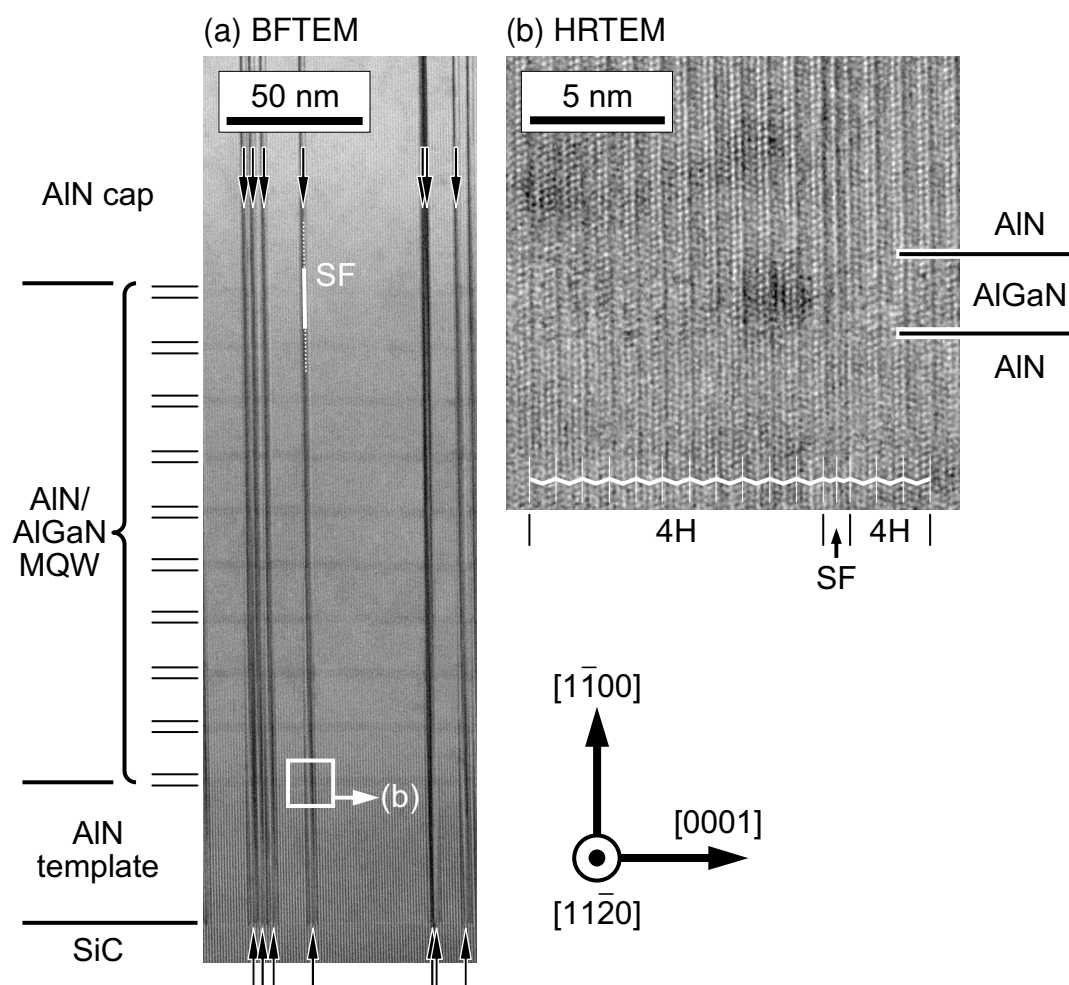 (a) BFTEM
(b) HRTEM
50 nm
5 nm
AlN cap
SF
AlN
AlGaN
AlN
AlN/
AlGaN
MQW
4H
4H
SF
(b)
[11̅00]
AlN
template
[0001]
[112̅0]
SiC